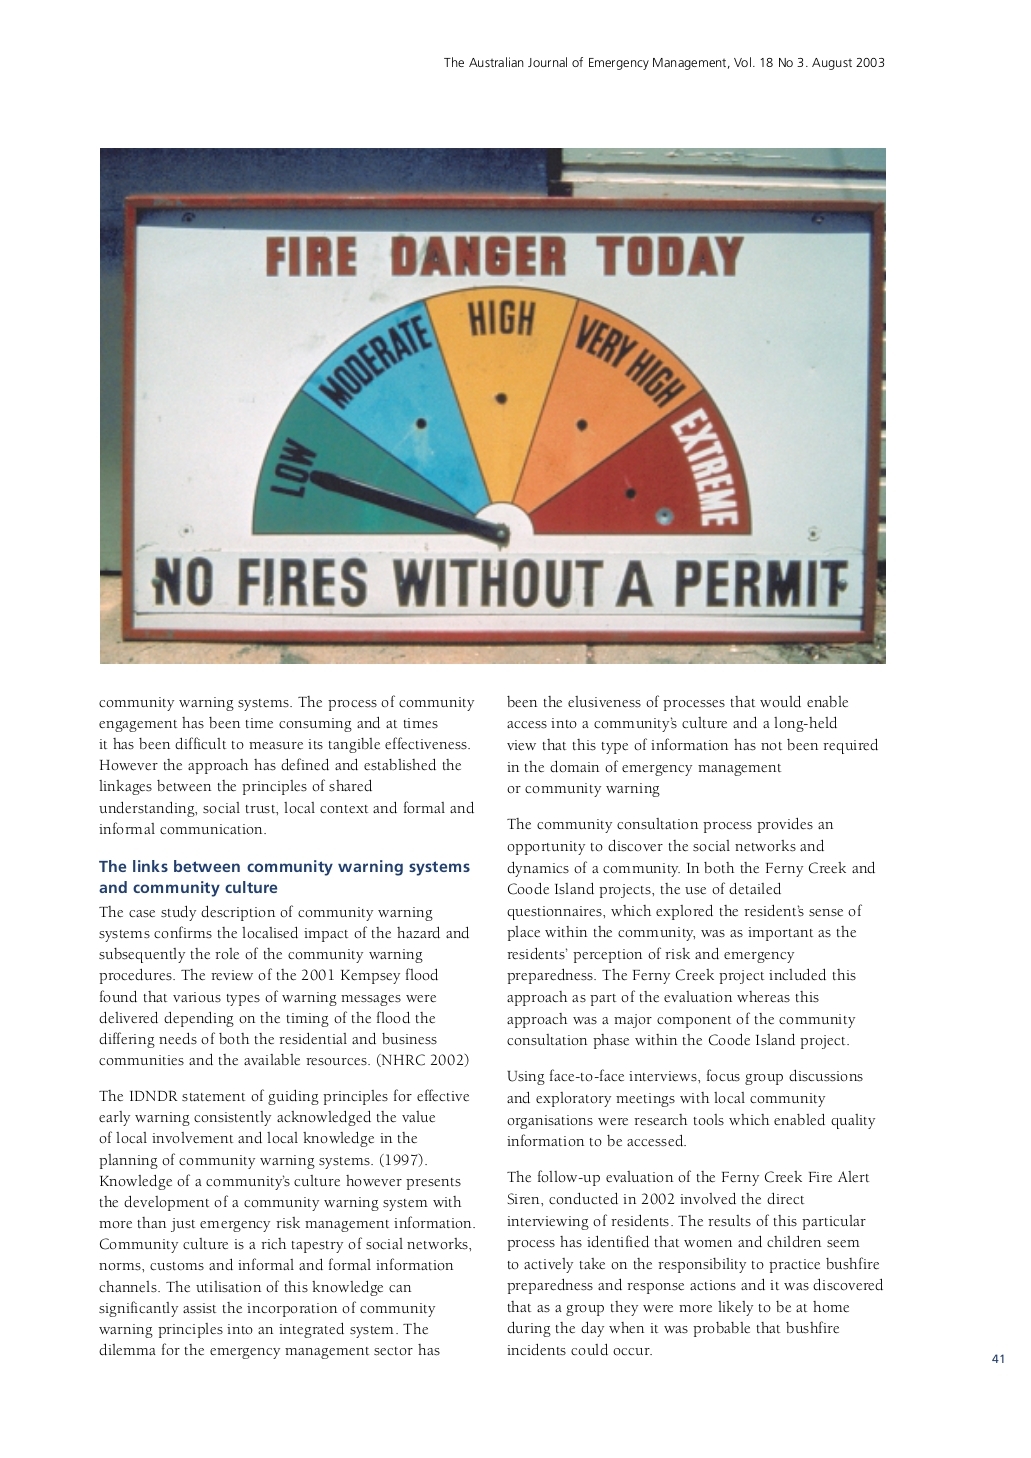 The Australian Journal of Emergency Management, Vol. 18 No 3. August 2003
FIRE DANGER TODAY
LOW
MODERATE
HIGH
VERY HIGH
EXTREME
NO FIRES WITHOUT A PERMIT
community warning systems. The process of community
engagement has been time consuming and at times
it has been difficult to measure its tangible effectiveness.
However the approach has defined and established the
linkages between the principles of shared
understanding, social trust, local context and formal and
informal communication.
The links between community warning systems
and community culture
The case study description of community warning
systems confirms the localised impact of the hazard and
subsequently the role of the community warning
procedures. The review of the 2001 Kempsey flood
found that various types of warning messages were
delivered depending on the timing of the flood the
differing needs of both the residential and business
communities and the available resources. (NHRC 2002)
The IDNDR statement of guiding principles for effective
early warning consistently acknowledged the value
of local involvement and local knowledge in the
planning of community warning systems. (1997).
Knowledge of a community's culture however presents
the development of a community warning system with
more than just emergency risk management information.
Community culture is a rich tapestry of social networks,
norms, customs and informal and formal information
channels. The utilisation of this knowledge can
significantly assist the incorporation of community
warning principles into an integrated system. The
dilemma for the emergency management sector has
been the elusiveness of processes that would enable
access into a community's culture and a long-held
view that this type of information has not been required
in the domain of emergency management
or community warning
The community consultation process provides an
opportunity to discover the social networks and
dynamics of a community. In both the Ferny Creek and
Coode Island projects, the use of detailed
questionnaires, which explored the resident's sense of
place within the community, was as important as the
residents' perception of risk and emergency
preparedness. The Ferny Creek project included this
approach as part of the evaluation whereas this
approach was a major component of the community
consultation phase within the Coode Island project.
Using face-to-face interviews, focus group discussions
and exploratory meetings with local community
organisations were research tools which enabled quality
information to be accessed.
The follow-up evaluation of the Ferny Creek Fire Alert
Siren, conducted in 2002 involved the direct
interviewing of residents. The results of this particular
process has identified that women and children seem
to actively take on the responsibility to practice bushfire
preparedness and response actions and it was discovered
that as a group they were more likely to be at home
during the day when it was probable that bushfire
incidents could occur.
41